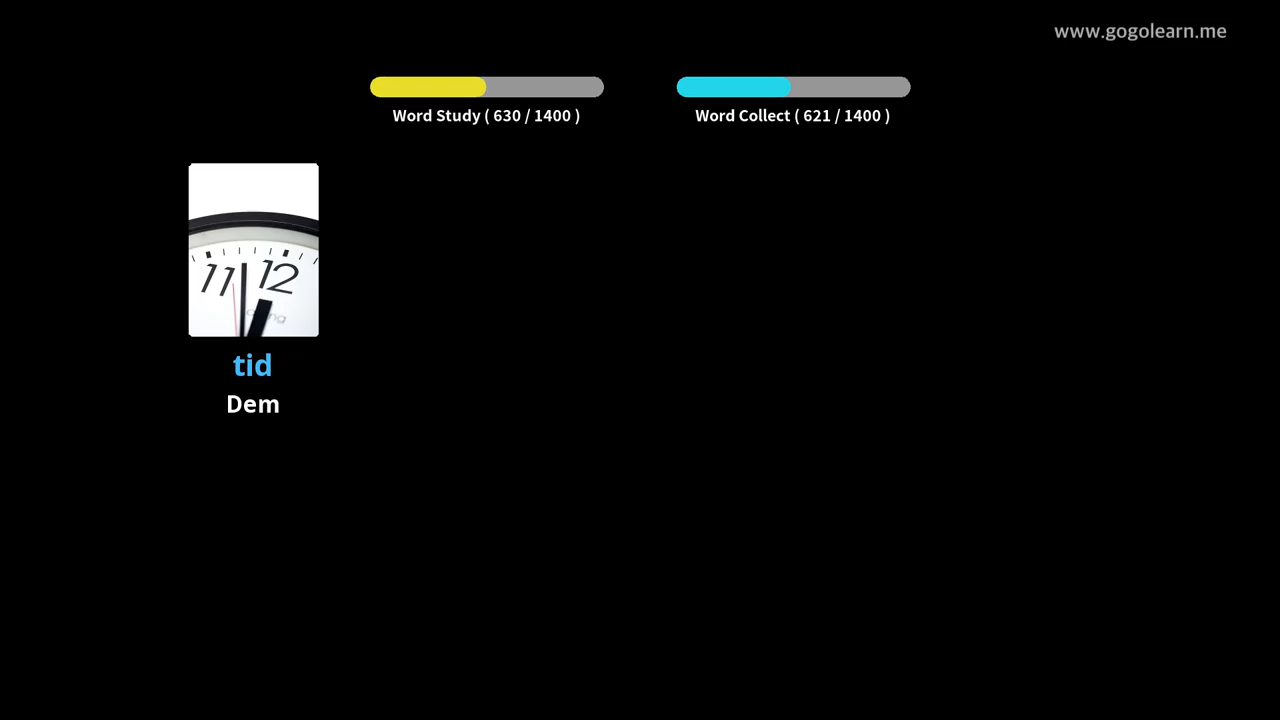 www.gogolearn.me
Word Study ( 630 / 1400 )
Word Collect ( 621 / 1400 )
11 12
tid
Dem